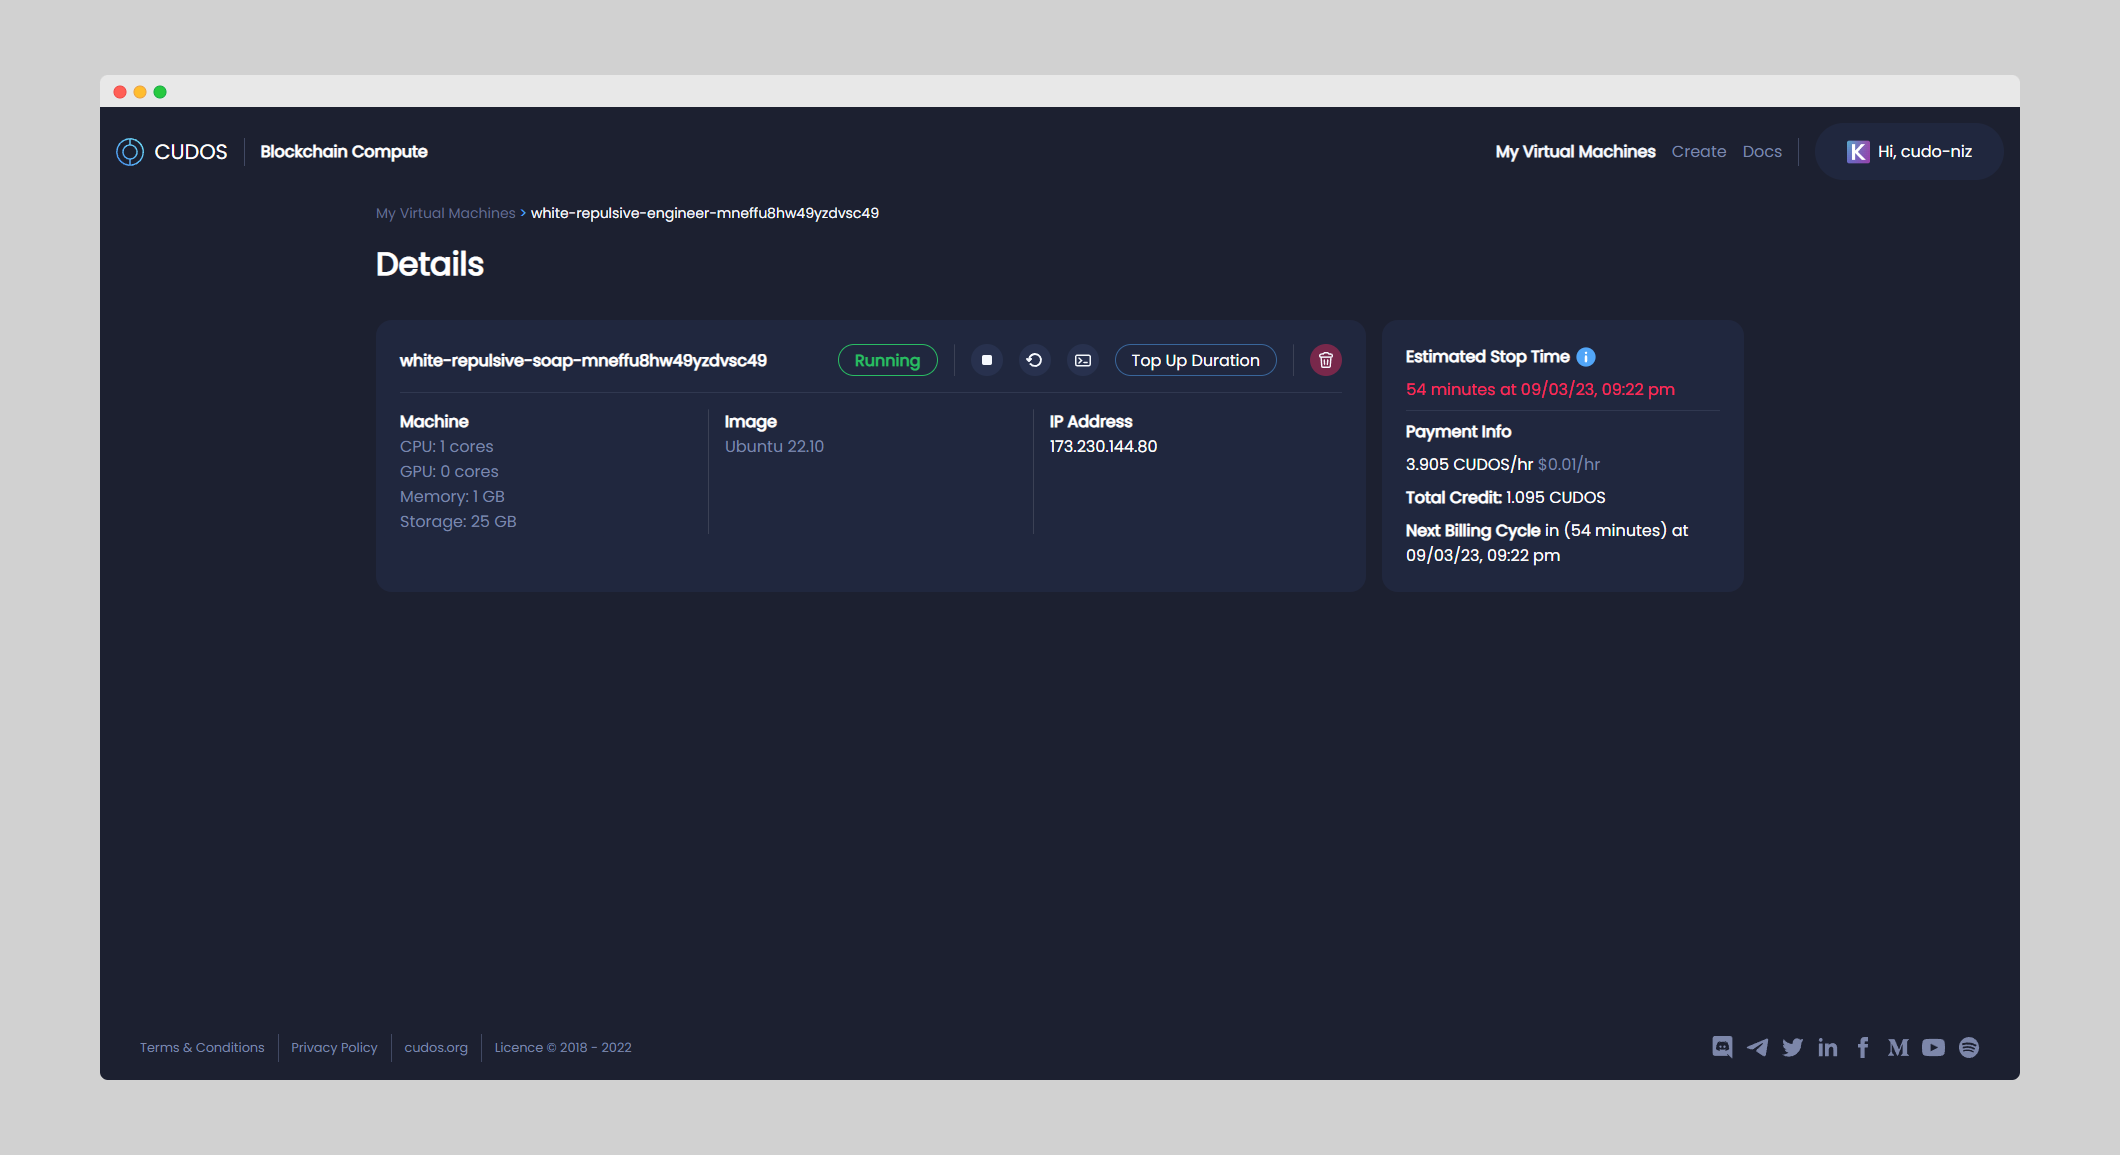 CUDOS Blockchain Compute My Virtual Machines Create Docs K Hi, cudo-niz
My Virtual Machines > white-repulsive-engineer-mneffu8hw49yzdvsc49
Details
white-repulsive-soap-mneffu8hw49yzdvsc49 Running Top Up Duration
Machine
CPU: 1 cores
GPU: 0 cores
Memory: 1 GB
Storage: 25 GB
Image
Ubuntu 22.10
IP Address
173.230.144.80
Estimated Stop Time i
54 minutes at 09/03/23, 09:22 pm
Payment Info
3.905 CUDOS/hr $0.01/hr
Total Credit: 1.095 CUDOS
Next Billing Cycle in (54 minutes) at
09/03/23, 09:22 pm
Terms & Conditions Privacy Policy cudos.org Licence © 2018 - 2022